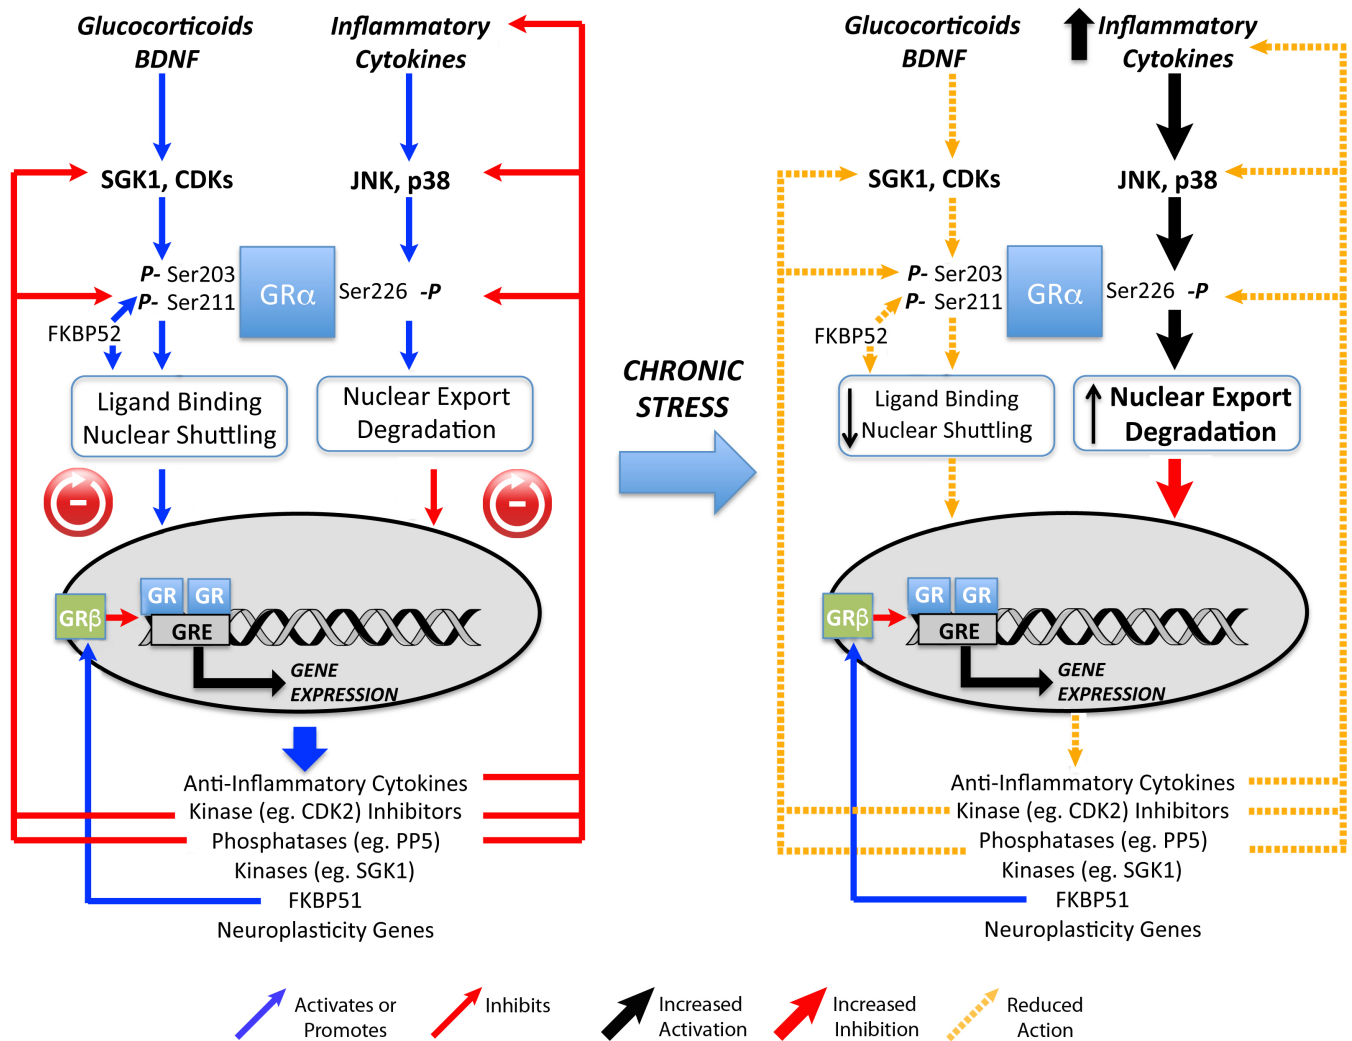 Glucocorticoids
BDNF
Inflammatory
Cytokines
SGK1, CDKs
JNK, p38
P- Ser203
P- Ser211
GRα
Ser226 -P
FKBP52
Ligand Binding
Nuclear Shuttling
Nuclear Export
Degradation
-
-
GR GR
GRβ
GRE
GENE
EXPRESSION
Anti-Inflammatory Cytokines
Kinase (eg. CDK2) Inhibitors
Phosphatases (eg. PP5)
Kinases (eg. SGK1)
FKBP51
Neuroplasticity Genes
CHRONIC
STRESS
Glucocorticoids
BDNF
Inflammatory
Cytokines
SGK1, CDKs
JNK, p38
P- Ser203
P- Ser211
GRα
Ser226 -P
FKBP52
Ligand Binding
Nuclear Shuttling
Nuclear Export
Degradation
GR GR
GRβ
GRE
GENE
EXPRESSION
Anti-Inflammatory Cytokines
Kinase (eg. CDK2) Inhibitors
Phosphatases (eg. PP5)
Kinases (eg. SGK1)
FKBP51
Neuroplasticity Genes
Activates or
Promotes
Inhibits
Increased
Activation
Increased
Inhibition
Reduced
Action